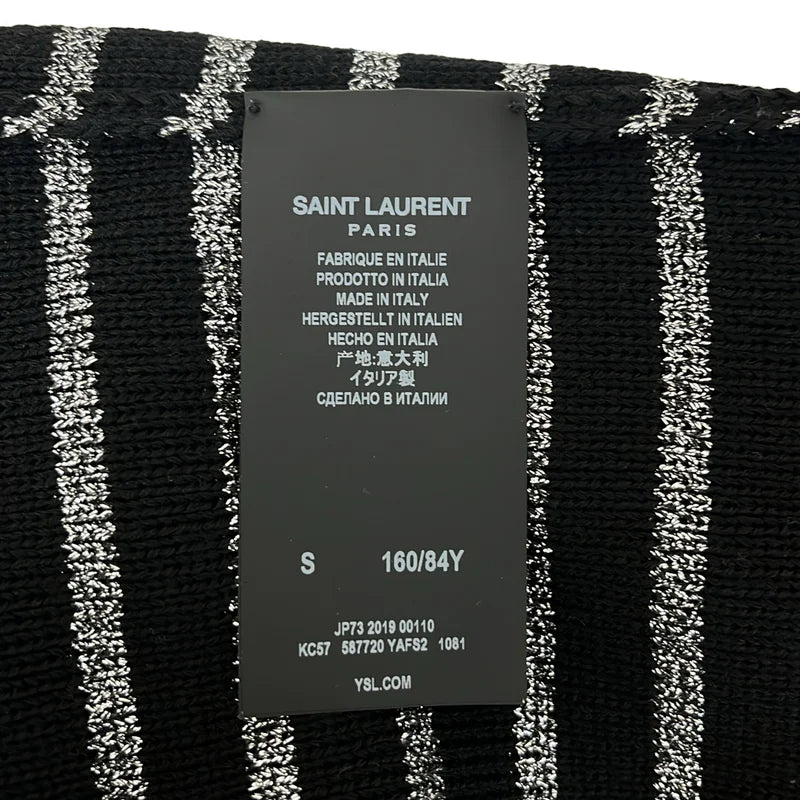 SAINT LAURENT
PARIS
FABRIQUE EN ITALIE
PRODOTTO IN ITALIA
MADE IN ITALY
HERGESTELLT IN ITALIEN
HECHO EN ITALIA
产地:意大利
イタリア製
СДЕЛАНО В ИТАЛИИ
S 160/84Y
JP73 2019 00110
KC57 587720 YAFS2 1081
YSL.COM